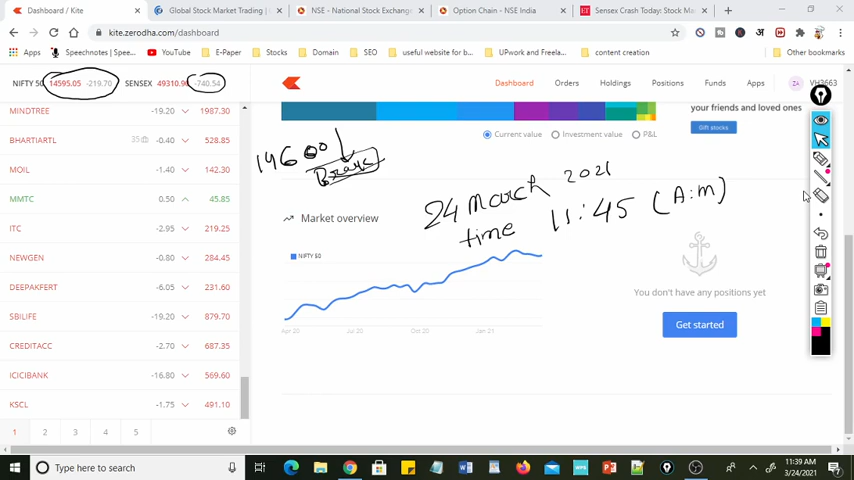 Dashboard / Kite
Global Stock Market Trading |
NSE - National Stock Exchang
Option Chain - NSE India
Sensex Crash Today: Stock Ma
kite.zerodha.com/dashboard
Apps
Speechnotes | Speec...
YouTube
E-Paper
Stocks
Domain
SEO
useful website for b...
UPwork and Freela...
content creation
Other bookmarks
NIFTY 50 14595.05 -219.70 SENSEX 49310.90 -740.54
Dashboard
Orders
Holdings
Positions
Funds
Apps
ZA
VH3663
MINDTREE -19.20 1987.30
BHARTIARTL 35 -0.40 528.85
MOIL -1.40 142.30
MMTC 0.50 45.85
ITC -2.95 219.25
NEWGEN -0.80 284.45
DEEPAKFERT -6.05 231.60
SBILIFE -19.20 879.70
CREDITACC -2.70 687.35
ICICIBANK -16.80 569.60
KSCL -1.75 491.10
1 2 3 4 5
your friends and loved ones
Gift stocks
Current value
Investment value
P&L
14600
Break
24 March 2021
time 11:45 (A:m)
Market overview
NIFTY 50
Apr 20
Jul 20
Oct 20
Jan 21
You don't have any positions yet
Get started
Type here to search
11:39 AM
3/24/2021